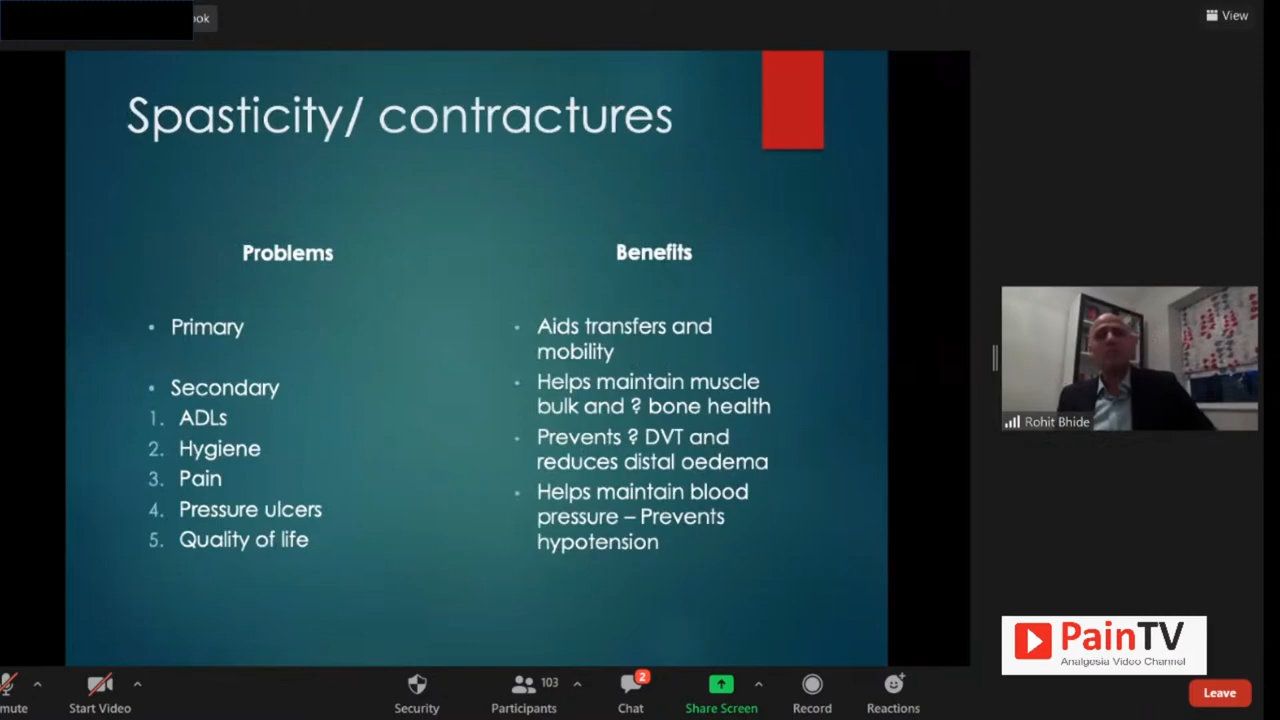 ook
View
Spasticity/ contractures
Problems
• Primary
• Secondary
1. ADLs
2. Hygiene
3. Pain
4. Pressure ulcers
5. Quality of life
Benefits
• Aids transfers and
mobility
• Helps maintain muscle
bulk and ? bone health
• Prevents ? DVT and
reduces distal oedema
• Helps maintain blood
pressure – Prevents
hypotension
Rohit Bhide
PainTV
Analgesia Video Channel
mute
Start Video
Security
103
Participants
2
Chat
Share Screen
Record
Reactions
Leave